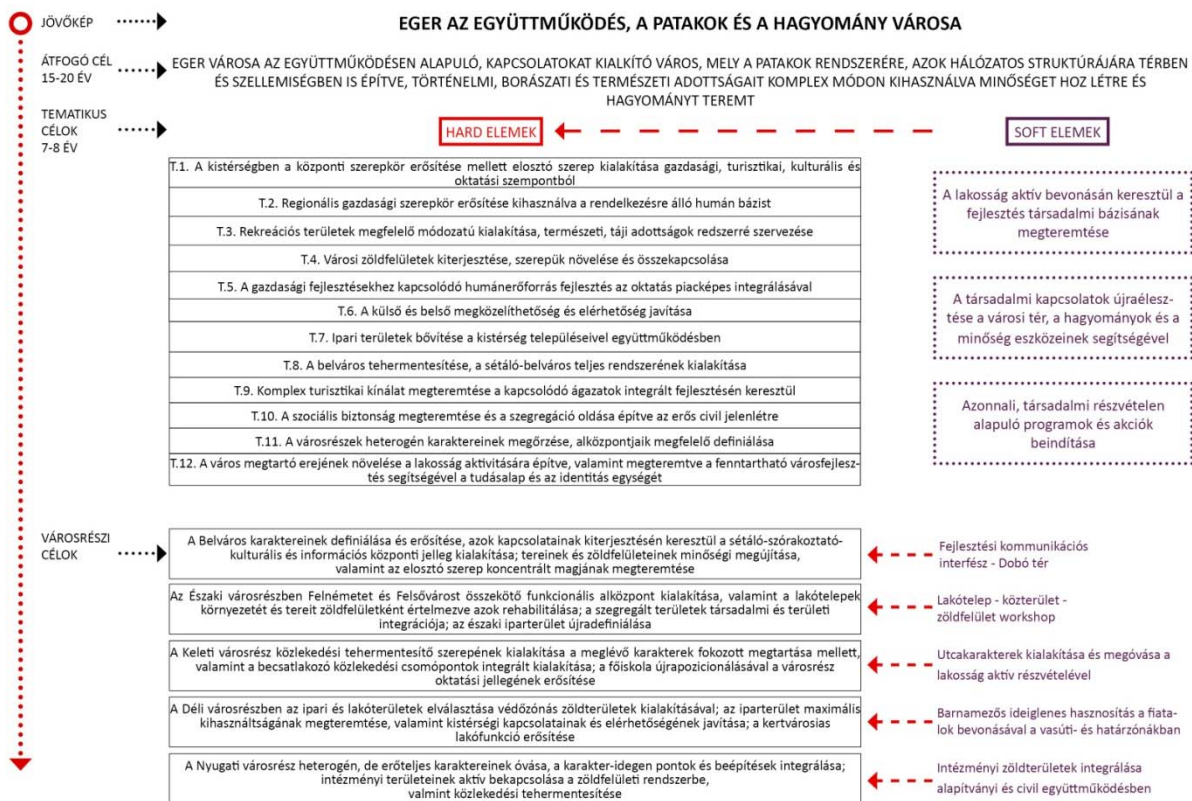 JÖVŐKÉP
EGER AZ EGYÜTTMŰKÖDÉS, A PATAKOK ÉS A HAGYOMÁNY VÁROSA
ÁTFOGÓ CÉL
15-20 ÉV
EGER VÁROSA AZ EGYÜTTMŰKÖDÉSEN ALAPULÓ, KAPCSOLATOKAT KIALKÍTÓ VÁROS, MELY A PATAKOK RENDSZERÉRE, AZOK HÁLÓZATOS STRUKTÚRÁJÁRA TÉRBEN
ÉS SZELLEMISÉGBEN IS ÉPÍTVE, TÖRTÉNELMI, BORÁSZATI ÉS TERMÉSZETI ADOTTSÁGAIT KOMPLEX MÓDON KIHASZNÁLVA MINŐSÉGET HOZ LÉTRE ÉS
HAGYOMÁNYT TEREMT
TEMATIKUS
CÉLOK
7-8 ÉV
HARD ELEMEK
SOFT ELEMEK
T.1. A kistérségben a központi szerepkör erősítése mellett elosztó szerep kialakítása gazdasági, turisztikai, kulturális és
oktatási szempontból
T.2. Regionális gazdasági szerepkör erősítése kihasználva a rendelkezésre álló humán bázist
T.3. Rekreációs területek megfelelő módozatú kialakítása, természeti, táji adottságok redszerré szervezése
T.4. Városi zöldfelületek kiterjesztése, szerepük növelése és összekapcsolása
T.5. A gazdasági fejlesztésekhez kapcsolódó humánerőforrás fejlesztés az oktatás piacképes integrálásával
T.6. A külső és belső megközelíthetőség és elérhetőség javítása
T.7. Ipari területek bővítése a kistérség településeivel együttműködésben
T.8. A belváros tehermentesítése, a sétáló-belváros teljes rendszerének kialakítása
T.9. Komplex turisztikai kínálat megteremtése a kapcsolódó ágazatok integrált fejlesztésén keresztül
T.10. A szociális biztonság megteremtése és a szegregáció oldása építve az erős civil jelenlétre
T.11. A városrészek heterogén karaktereinek megőrzése, alközpontjaik megfelelő definiálása
T.12. A város megtartó erejének növelése a lakosság aktivitására építve, valamint megteremtve a fenntartható városfejlesz-
tés segítségével a tudásalap és az identitás egységét
A lakosság aktív bevonásán keresztül a
fejlesztés társadalmi bázisának
megteremtése
A társadalmi kapcsolatok újraélesz-
tése a városi tér, a hagyományok és a
minőség eszközeinek segítségével
Azonnali, társadalmi részvételen
alapuló programok és akciók
beindítása
VÁROSRÉSZI
CÉLOK
A Belváros karaktereinek definiálása és erősítése, azok kapcsolatainak kiterjesztésén keresztül a sétáló-szórakoztató-
kulturális és információs központi jelleg kialakítása; tereinek és zöldfelületeinek minőségi megújítása,
valamint az elosztó szerep koncentrált magjának megteremtése
Fejlesztési kommunikációs
interfész - Dobó tér
Az Északi városrészben Felnémetet és Felsővárost összekötő funkcionális alközpont kialakítása, valamint a lakótelepek
környezetét és tereit zöldfelületként értelmezve azok rehabilitálása; a szegregált területek társadalmi és területi
integrációja; az északi iparterület újradefiniálása
Lakótelep - közterület -
zöldfelület workshop
A Keleti városrész közlekedési tehermentesítő szerepének kialakítása a meglévő karakterek fokozott megtartása mellett,
valamint a becsatlakozó közlekedési csomópontok integrált kialakítása; a főiskola újrapozicionálásával a városrész
oktatási jellegének erősítése
Utcakarakterek kialakítása és megóvása a
lakosság aktív részvételével
A Déli városrészben az ipari és lakóterületek elválasztása védőzónás zöldterületek kialakításával; az iparterület maximális
kihasználtságának megteremtése, valamint kistérségi kapcsolatainak és elérhetőségének javítása; a kertvárosias
lakófunkció erősítése
Barnamezős ideiglenes hasznosítás a fiata-
lok bevonásával a vasúti- és határzónákban
A Nyugati városrész heterogén, de erőteljes karaktereinek óvása, a karakter-idegen pontok és beépítések integrálása;
intézményi területeinek aktív bekapcsolása a zöldfelületi rendszerbe,
valmint közlekedési tehermentesítése
Intézményi zöldterületek integrálása
alapítványi és civil együttműködésben